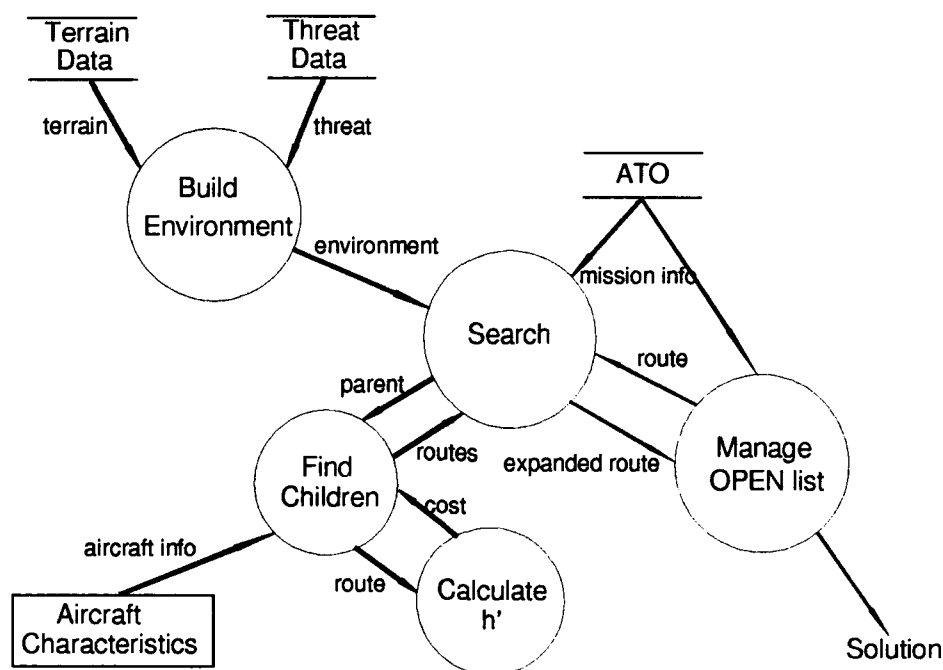 Terrain
Data
Threat
Data
terrain
threat
Build
Environment
ATO
environment
mission info
Search
route
parent
Manage
OPEN list
routes
expanded route
Find
Children
cost
aircraft info
route
Calculate
h'
Aircraft
Characteristics
Solution